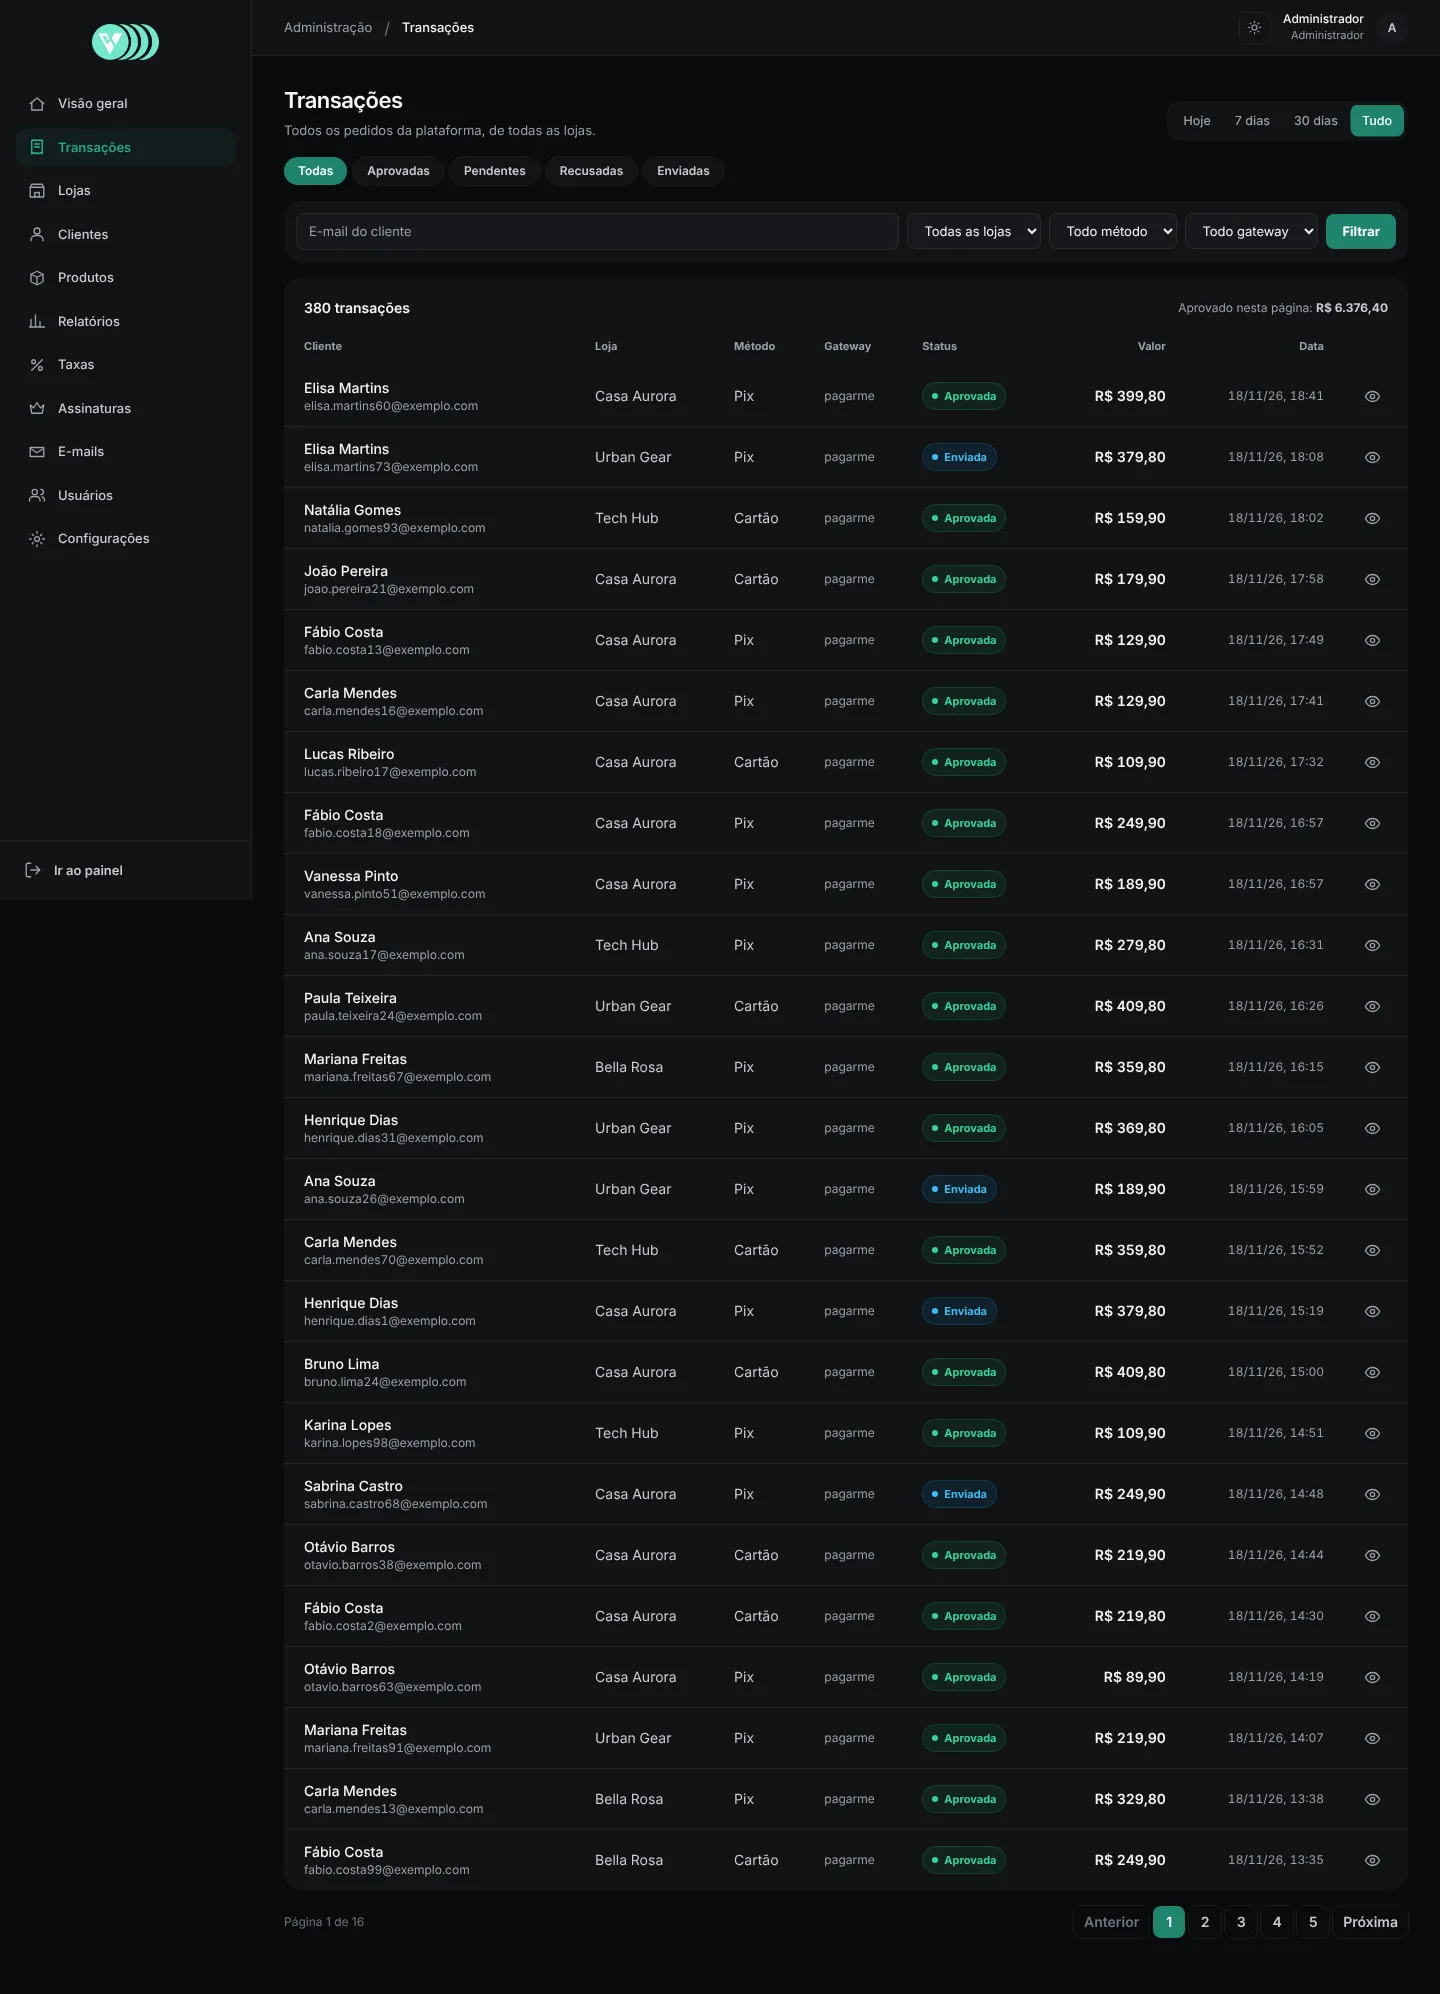 Administração / Transações
Administrador
Administrador
A
Visão geral
Transações
Lojas
Clientes
Produtos
Relatórios
Taxas
Assinaturas
E-mails
Usuários
Configurações
Ir ao painel
Transações
Todos os pedidos da plataforma, de todas as lojas.
Hoje 7 dias 30 dias Tudo
Todas Aprovadas Pendentes Recusadas Enviadas
E-mail do cliente Todas as lojas Todo método Todo gateway Filtrar
380 transações Aprovado nesta página: R$ 6.376,40
Cliente Loja Método Gateway Status Valor Data
Elisa Martins
elisa.martins60@exemplo.com
Casa Aurora Pix pagarme Aprovada R$ 399,80 18/11/26, 18:41
Elisa Martins
elisa.martins73@exemplo.com
Urban Gear Pix pagarme Enviada R$ 379,80 18/11/26, 18:08
Natália Gomes
natalia.gomes93@exemplo.com
Tech Hub Cartão pagarme Aprovada R$ 159,90 18/11/26, 18:02
João Pereira
joao.pereira21@exemplo.com
Casa Aurora Cartão pagarme Aprovada R$ 179,90 18/11/26, 17:58
Fábio Costa
fabio.costa13@exemplo.com
Casa Aurora Pix pagarme Aprovada R$ 129,90 18/11/26, 17:49
Carla Mendes
carla.mendes16@exemplo.com
Casa Aurora Pix pagarme Aprovada R$ 129,90 18/11/26, 17:41
Lucas Ribeiro
lucas.ribeiro17@exemplo.com
Casa Aurora Cartão pagarme Aprovada R$ 109,90 18/11/26, 17:32
Fábio Costa
fabio.costa18@exemplo.com
Casa Aurora Pix pagarme Aprovada R$ 249,90 18/11/26, 16:57
Vanessa Pinto
vanessa.pinto51@exemplo.com
Casa Aurora Pix pagarme Aprovada R$ 189,90 18/11/26, 16:57
Ana Souza
ana.souza17@exemplo.com
Tech Hub Pix pagarme Aprovada R$ 279,80 18/11/26, 16:31
Paula Teixeira
paula.teixeira24@exemplo.com
Urban Gear Cartão pagarme Aprovada R$ 409,80 18/11/26, 16:26
Mariana Freitas
mariana.freitas67@exemplo.com
Bella Rosa Pix pagarme Aprovada R$ 359,80 18/11/26, 16:15
Henrique Dias
henrique.dias31@exemplo.com
Urban Gear Pix pagarme Aprovada R$ 369,80 18/11/26, 16:05
Ana Souza
ana.souza26@exemplo.com
Urban Gear Pix pagarme Enviada R$ 189,90 18/11/26, 15:59
Carla Mendes
carla.mendes70@exemplo.com
Tech Hub Cartão pagarme Aprovada R$ 359,80 18/11/26, 15:52
Henrique Dias
henrique.dias1@exemplo.com
Casa Aurora Pix pagarme Enviada R$ 379,80 18/11/26, 15:19
Bruno Lima
bruno.lima24@exemplo.com
Casa Aurora Cartão pagarme Aprovada R$ 409,80 18/11/26, 15:00
Karina Lopes
karina.lopes98@exemplo.com
Tech Hub Pix pagarme Aprovada R$ 109,90 18/11/26, 14:51
Sabrina Castro
sabrina.castro68@exemplo.com
Casa Aurora Pix pagarme Enviada R$ 249,90 18/11/26, 14:48
Otávio Barros
otavio.barros38@exemplo.com
Casa Aurora Cartão pagarme Aprovada R$ 219,90 18/11/26, 14:44
Fábio Costa
fabio.costa2@exemplo.com
Casa Aurora Cartão pagarme Aprovada R$ 219,80 18/11/26, 14:30
Otávio Barros
otavio.barros63@exemplo.com
Casa Aurora Pix pagarme Aprovada R$ 89,90 18/11/26, 14:19
Mariana Freitas
mariana.freitas91@exemplo.com
Urban Gear Pix pagarme Aprovada R$ 219,90 18/11/26, 14:07
Carla Mendes
carla.mendes13@exemplo.com
Bella Rosa Pix pagarme Aprovada R$ 329,80 18/11/26, 13:38
Fábio Costa
fabio.costa99@exemplo.com
Bella Rosa Cartão pagarme Aprovada R$ 249,90 18/11/26, 13:35
Página 1 de 16 Anterior 1 2 3 4 5 Próxima